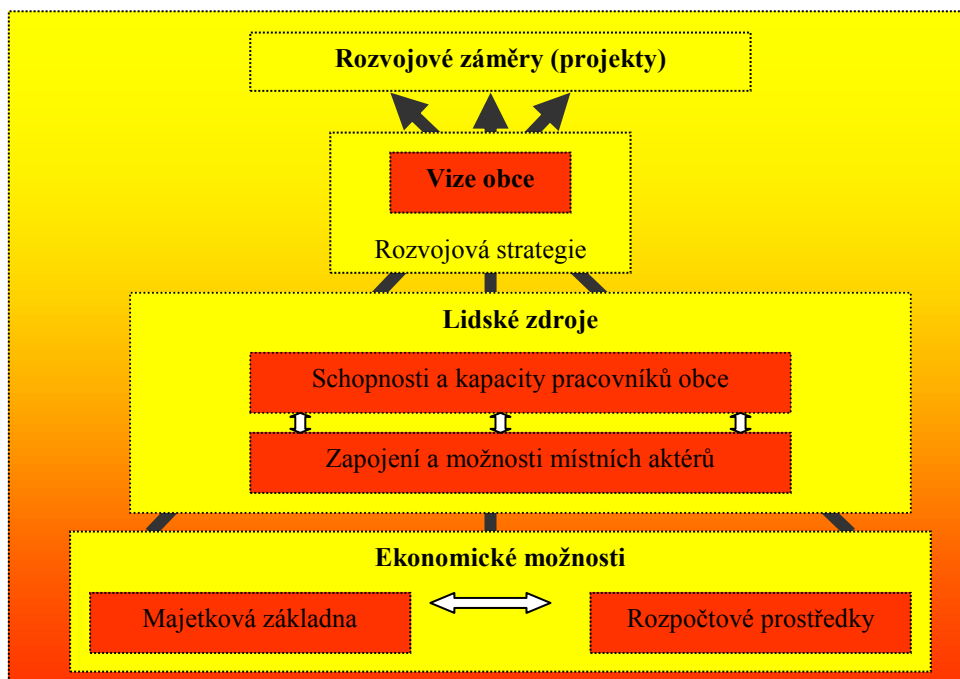 Rozvojové záměry (projekty)
Vize obce
Rozvojová strategie
Lidské zdroje
Schopnosti a kapacity pracovníků obce
Zapojení a možnosti místních aktérů
Ekonomické možnosti
Majetková základna
Rozpočtové prostředky